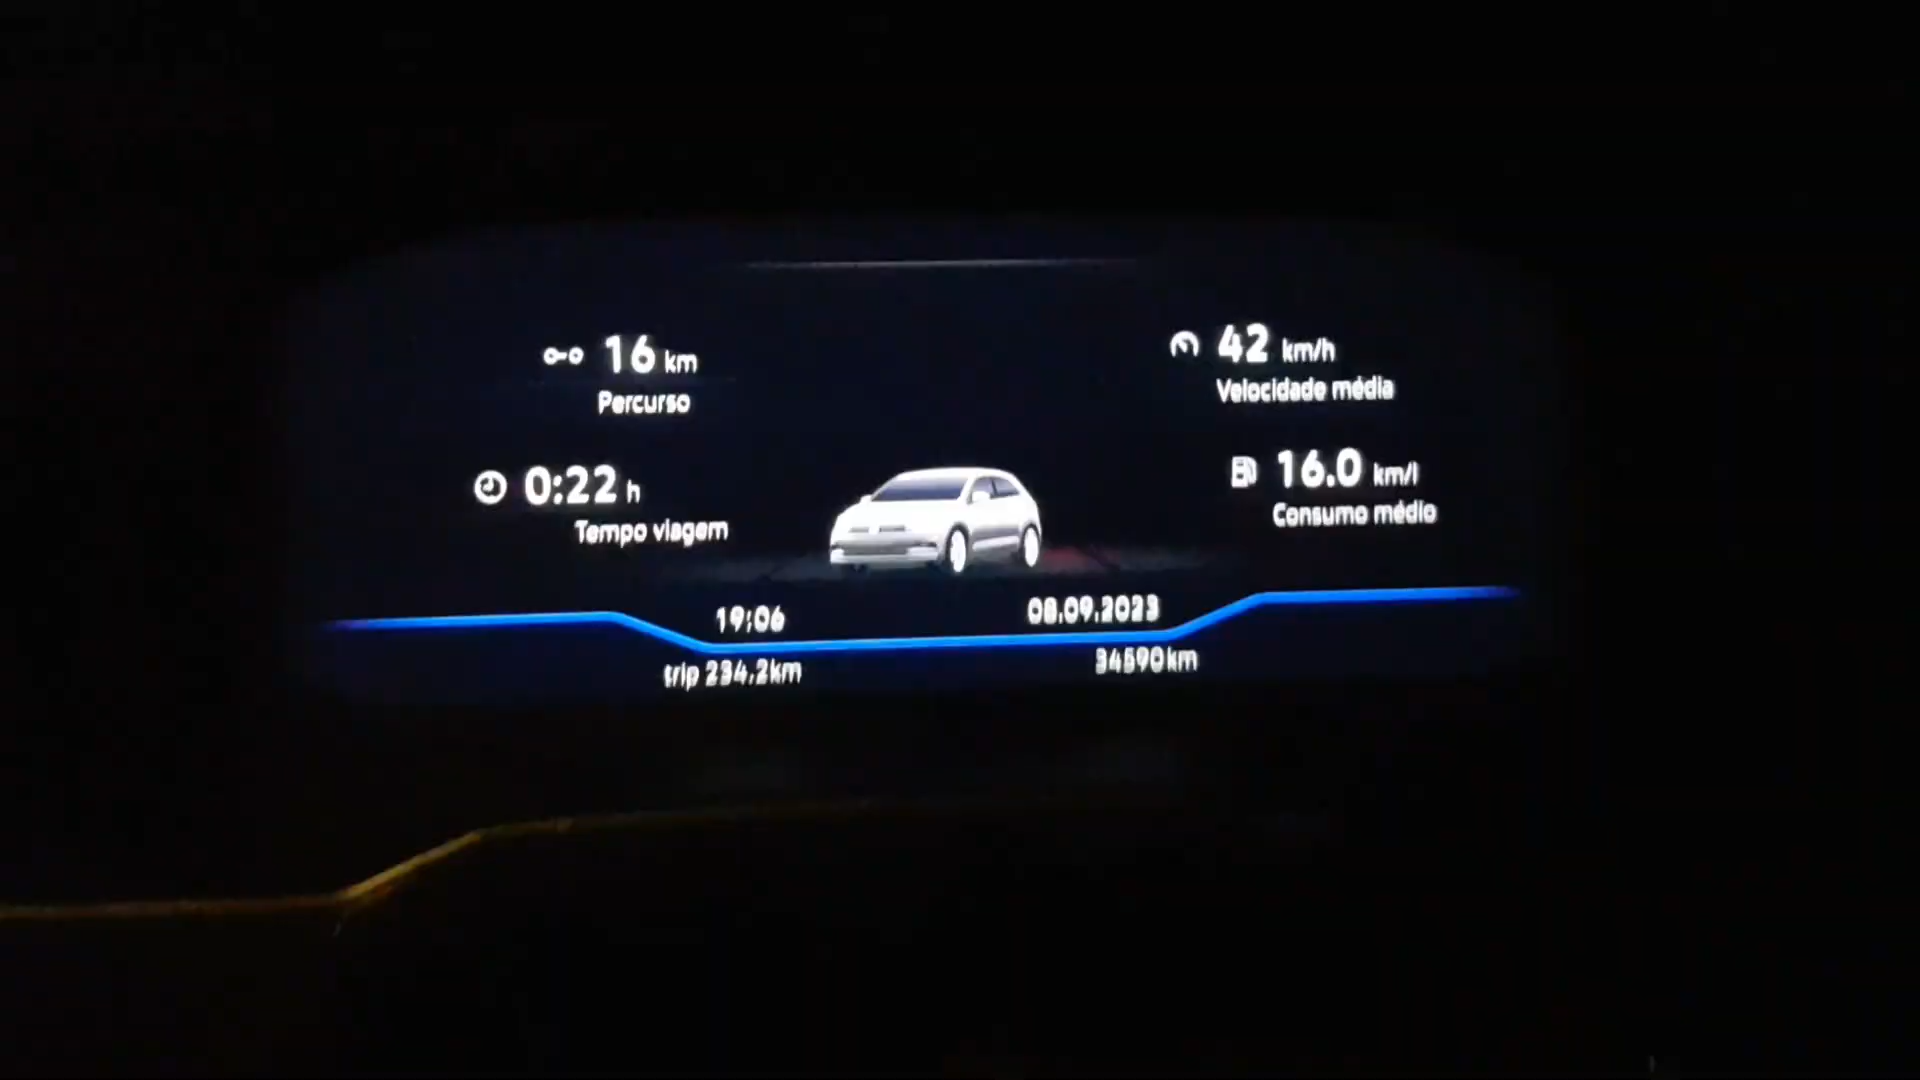 16 km
Percurso
0:22 h
Tempo viagem
42 km/h
Velocidade média
16.0 km/l
Consumo médio
19:06
08.09.2023
trip 234.2km
34590km